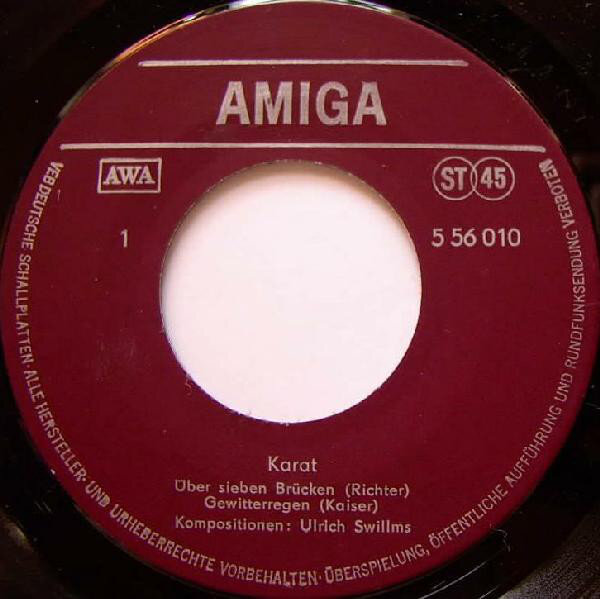 AMIGA
AWA
ST 45
1
5 56 010
Karat
Über sieben Brücken (Richter)
Gewitterregen (Kaiser)
Kompositionen: Ulrich Swillms
VEB DEUTSCHE SCHALLPLATTEN · ALLE HERSTELLER- UND URHEBERRECHTE VORBEHALTEN · ÜBERSPIELUNG, ÖFFENTLICHE AUFFÜHRUNG UND RUNDFUNKSENDUNG VERBOTEN